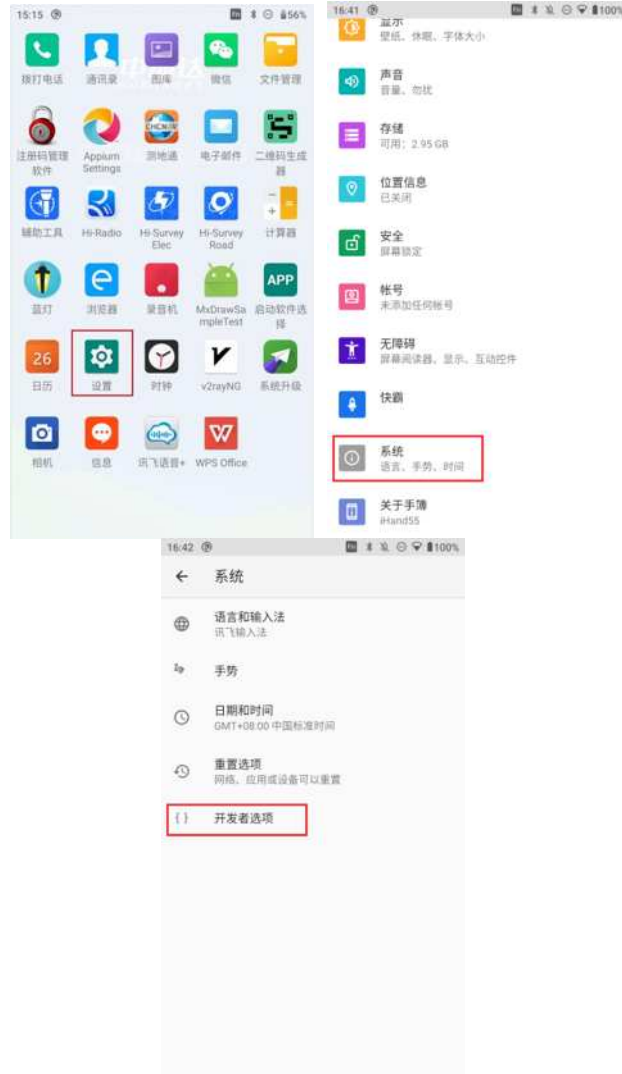 15:15
56%
拨打电话 通讯录 图库 微信 文件管理
注册码管理软件 Appium Settings CHCNAV 测地通 电子邮件 二维码生成器
辅助工具 Hi-Radio Hi-Survey Elec Hi-Survey Road 计算器
APP
蓝灯 浏览器 录音机 MxDrawSampleTest 启动软件选择
26
日历 设置 时钟 v2rayNG 系统升级
相机 信息 讯飞语音+ WPS Office
16:41
100%
显示
壁纸、休眠、字体大小
声音
音量、勿扰
存储
可用：2.95 GB
位置信息
已关闭
安全
屏幕锁定
帐号
未添加任何帐号
无障碍
屏幕阅读器、显示、互动控件
快霸
系统
语言、手势、时间
关于手簿
iHand55
16:42
100%
系统
语言和输入法
讯飞输入法
手势
日期和时间
GMT+08:00 中国标准时间
重置选项
网络、应用或设备可以重置
{ } 开发者选项